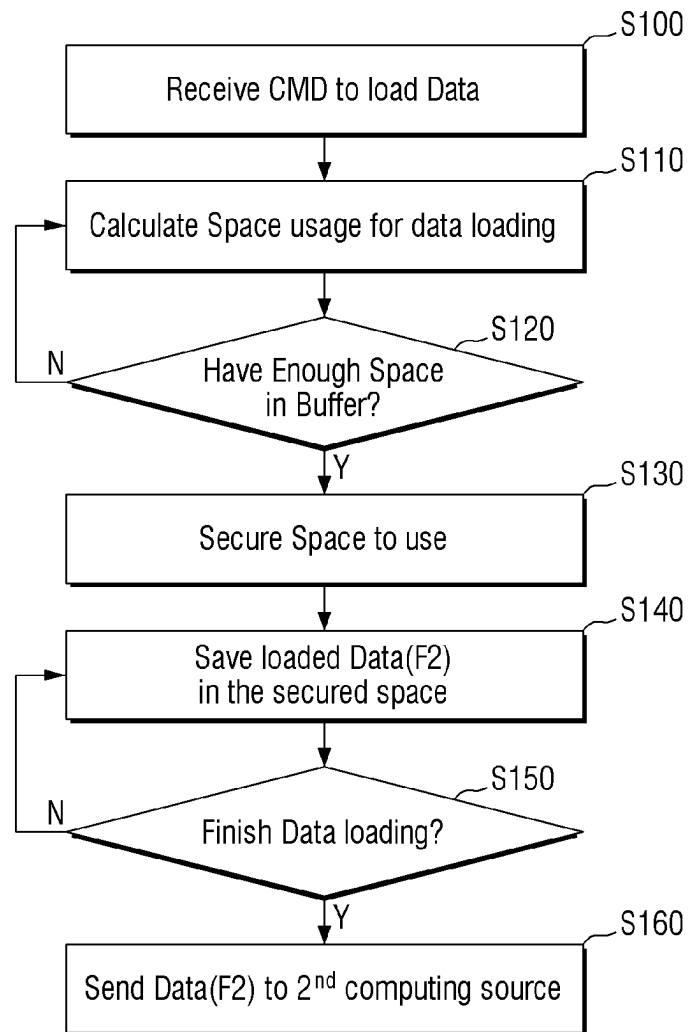 S100
Receive CMD to load Data
S110
Calculate Space usage for data loading
S120
N
Have Enough Space
in Buffer?
Y
S130
Secure Space to use
S140
Save loaded Data(F2)
in the secured space
S150
N
Finish Data loading?
Y
S160
Send Data(F2) to 2nd computing source